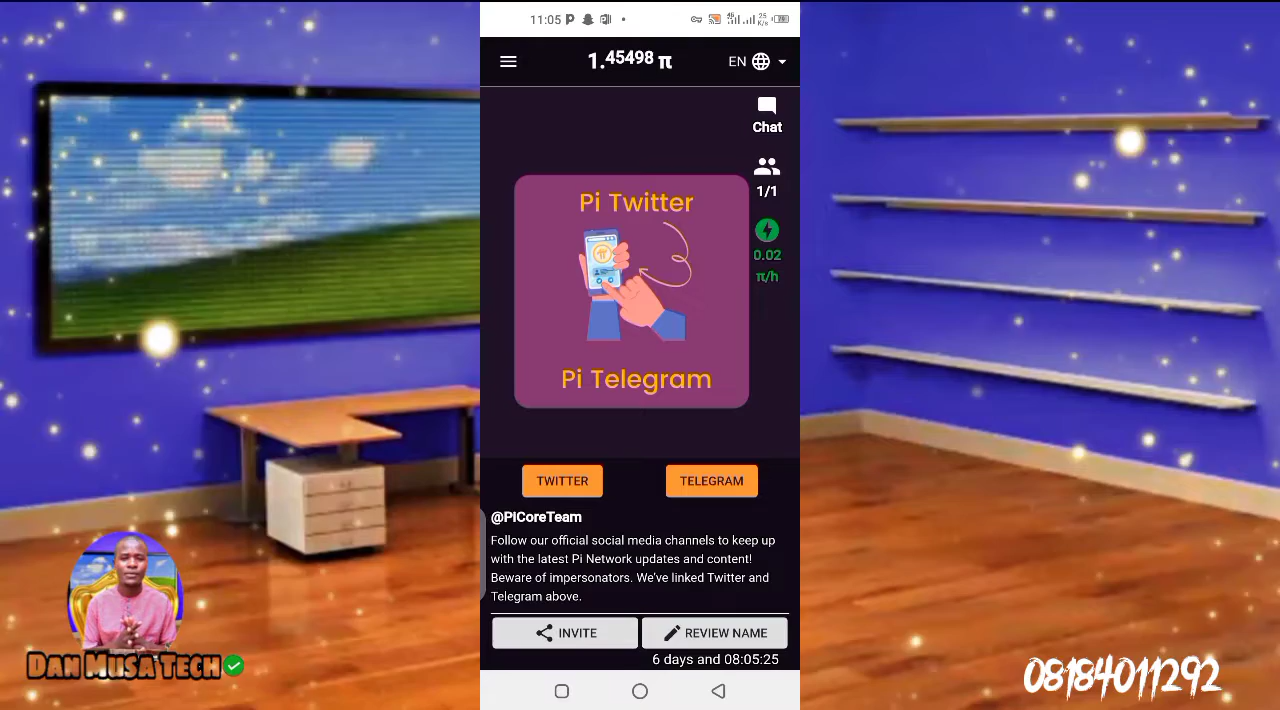 11:05
4G
25
K/s
1.45498 π
EN
Chat
1/1
0.02
π/h
Pi Twitter
Pi Telegram
TWITTER
TELEGRAM
@PiCoreTeam
Follow our official social media channels to keep up
with the latest Pi Network updates and content!
Beware of impersonators. We've linked Twitter and
Telegram above.
INVITE
REVIEW NAME
6 days and 08:05:25
DAN MUSA TECH
08184011292